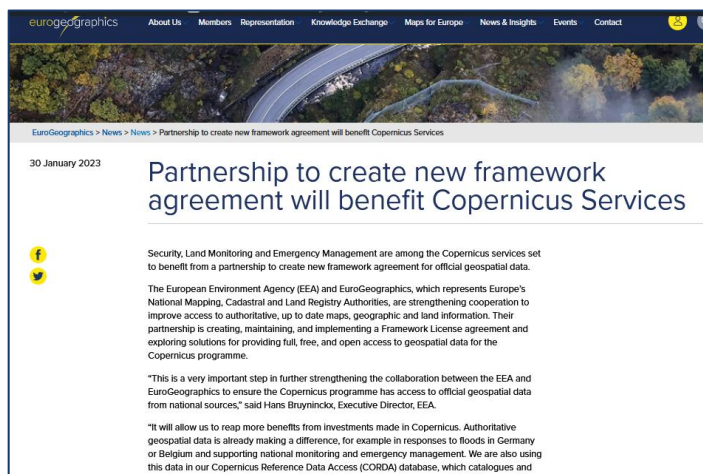 eurogeographics
About Us Members Representation Knowledge Exchange Maps for Europe News & Insights Events Contact
EuroGeographics > News > News > Partnership to create new framework agreement will benefit Copernicus Services
30 January 2023
Partnership to create new framework
agreement will benefit Copernicus Services
Security, Land Monitoring and Emergency Management are among the Copernicus services set
to benefit from a partnership to create new framework agreement for official geospatial data.
The European Environment Agency (EEA) and EuroGeographics, which represents Europe's
National Mapping, Cadastral and Land Registry Authorities, are strengthening cooperation to
improve access to authoritative, up to date maps, geographic and land information. Their
partnership is creating, maintaining, and implementing a Framework License agreement and
exploring solutions for providing full, free, and open access to geospatial data for the
Copernicus programme.
“This is a very important step in further strengthening the collaboration between the EEA and
EuroGeographics to ensure the Copernicus programme has access to official geospatial data
from national sources,” said Hans Bruyninckx, Executive Director, EEA.
“It will allow us to reap more benefits from investments made in Copernicus. Authoritative
geospatial data is already making a difference, for example in responses to floods in Germany
or Belgium and supporting national monitoring and emergency management. We are also using
this data in our Copernicus Reference Data Access (CORDA) database, which catalogues and